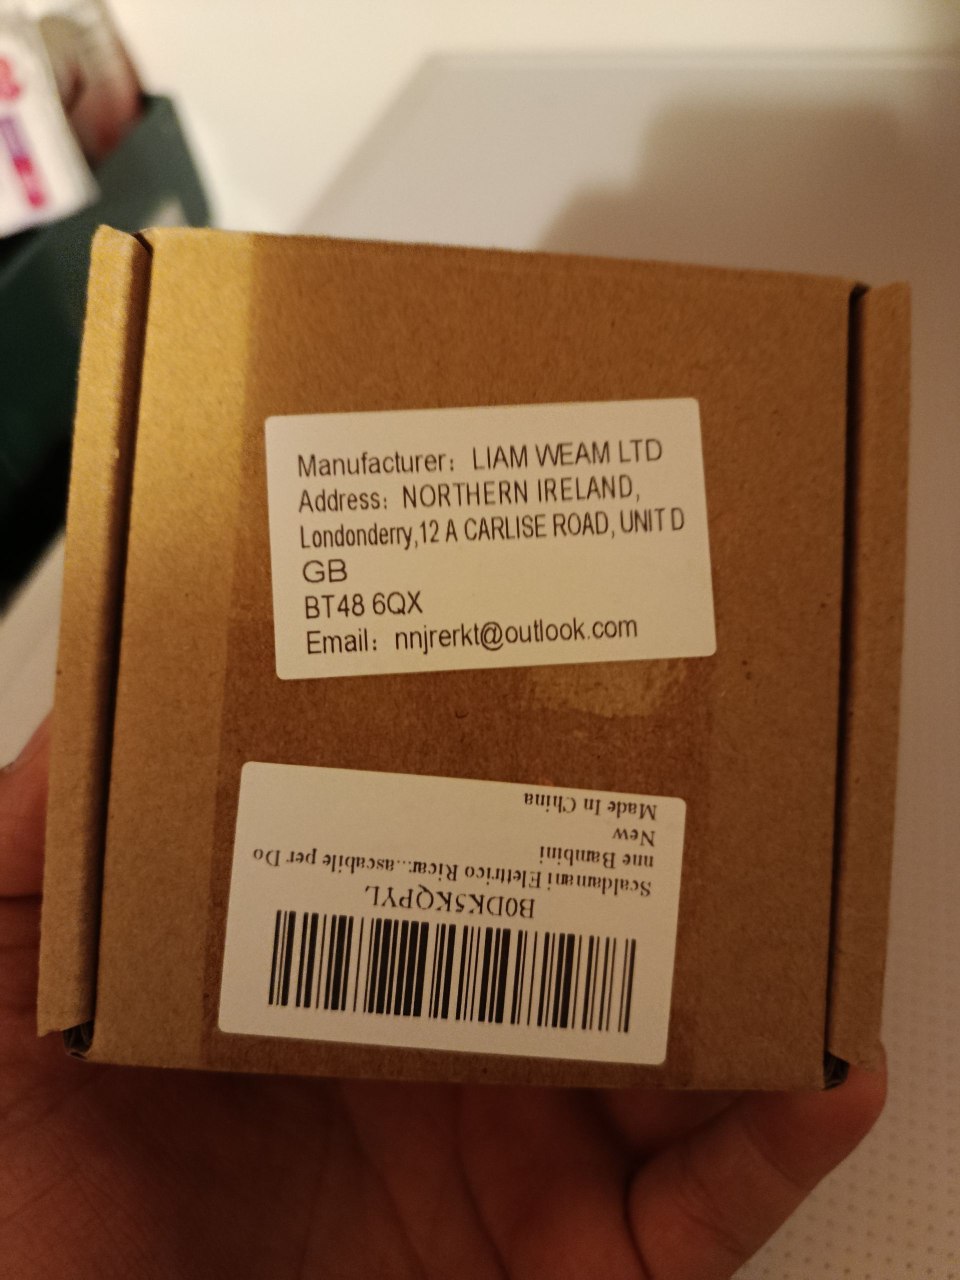 Manufacturer: LIAM WEAM LTD
Address: NORTHERN IRELAND,
Londonderry,12 A CARLISE ROAD, UNIT D
GB
BT48 6QX
Email: nnjrerkt@outlook.com
B0DK5KQPYL
Scaldamani Elettrico Ricar...ascabile per Do
nne Bambini
New
Made In China